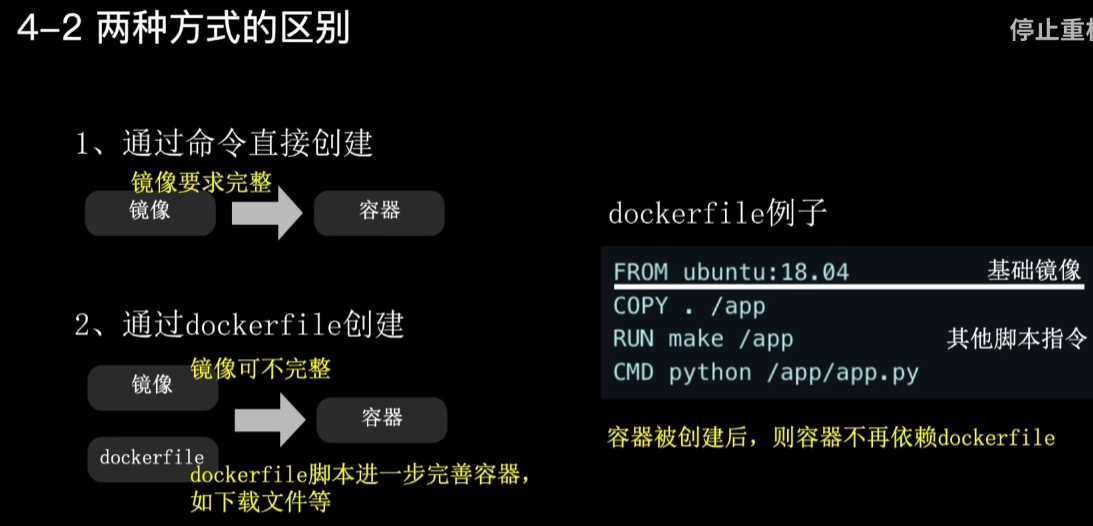 4-2 两种方式的区别
停止重
1、通过命令直接创建
镜像要求完整
镜像
容器
2、通过dockerfile创建
镜像可不完整
镜像
容器
dockerfile
dockerfile脚本进一步完善容器，
如下载文件等
dockerfile例子
FROM ubuntu:18.04 基础镜像
COPY . /app
RUN make /app 其他脚本指令
CMD python /app/app.py
容器被创建后，则容器不再依赖dockerfile